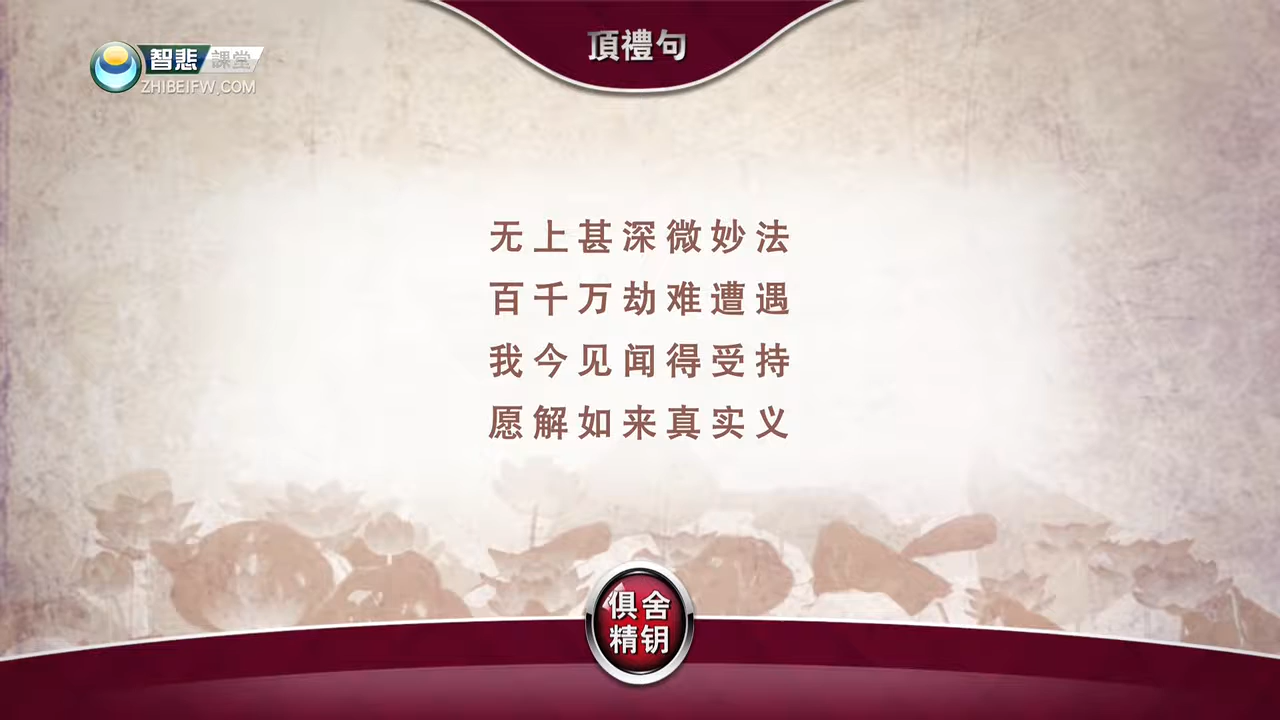 頂禮句
智悲課堂
ZHIBEIFW.COM
无上甚深微妙法
百千万劫难遭遇
我今见闻得受持
愿解如来真实义
俱舍
精钥